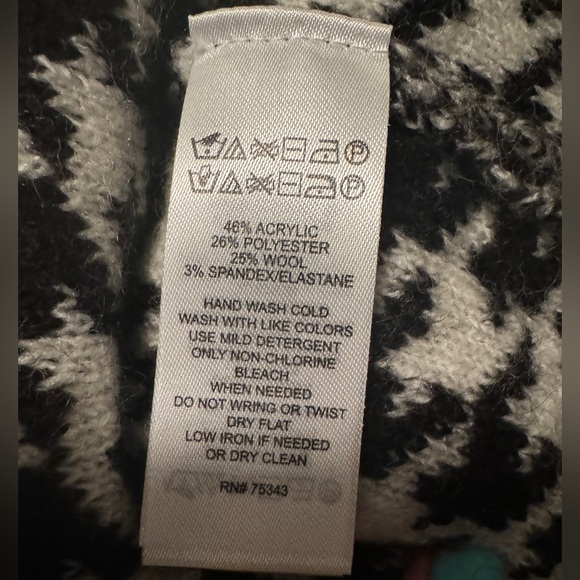 46% ACRYLIC
26% POLYESTER
25% WOOL
3% SPANDEX/ELASTANE
HAND WASH COLD
WASH WITH LIKE COLORS
USE MILD DETERGENT
ONLY NON-CHLORINE
BLEACH
WHEN NEEDED
DO NOT WRING OR TWIST
DRY FLAT
LOW IRON IF NEEDED
OR DRY CLEAN
RN# 75343